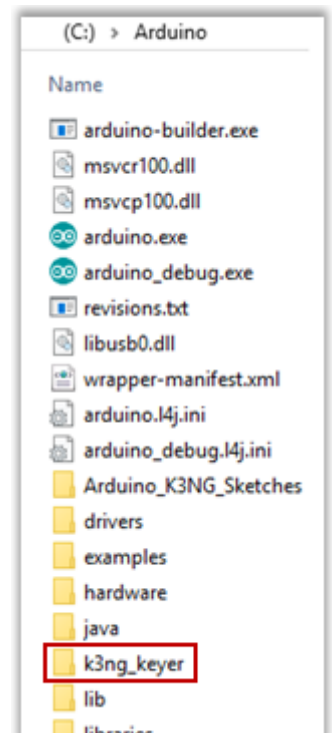 (C:) > Arduino
Name
arduino-builder.exe
msvcr100.dll
msvcp100.dll
arduino.exe
arduino_debug.exe
revisions.txt
libusb0.dll
wrapper-manifest.xml
arduino.l4j.ini
arduino_debug.l4j.ini
Arduino_K3NG_Sketches
drivers
examples
hardware
java
k3ng_keyer
lib
libraries